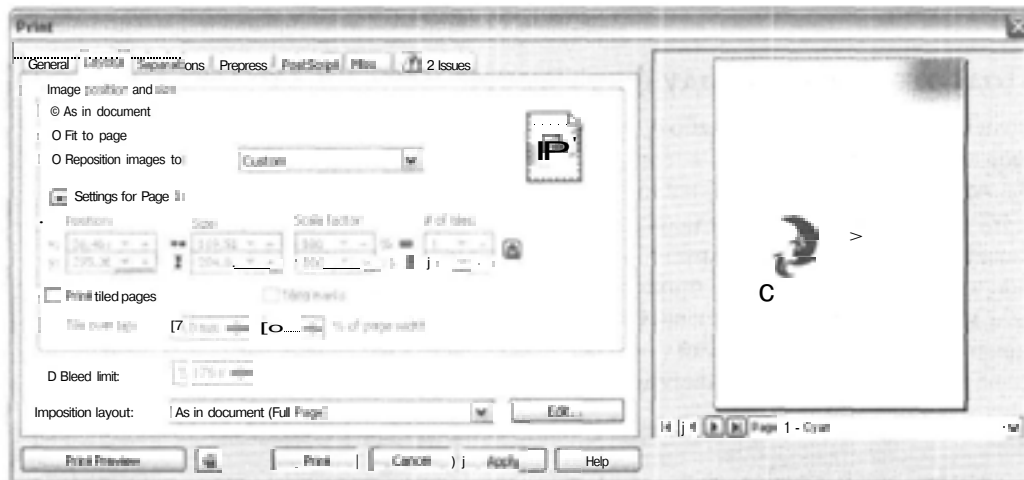 Print
General Layout Separations Prepress PostScript Misc 2 Issues
Image position and size
© As in document
O Fit to page
O Reposition images to: Custom
Settings for Page
Position: Size: Scale factor: # of tiles:
Print tiled pages Tiling marks
Tile overlap: % of page width
D Bleed limit:
Imposition layout: As in document (Full Page) Edit...
Page 1 - Cyan
Print Preview Print Cancel Apply Help